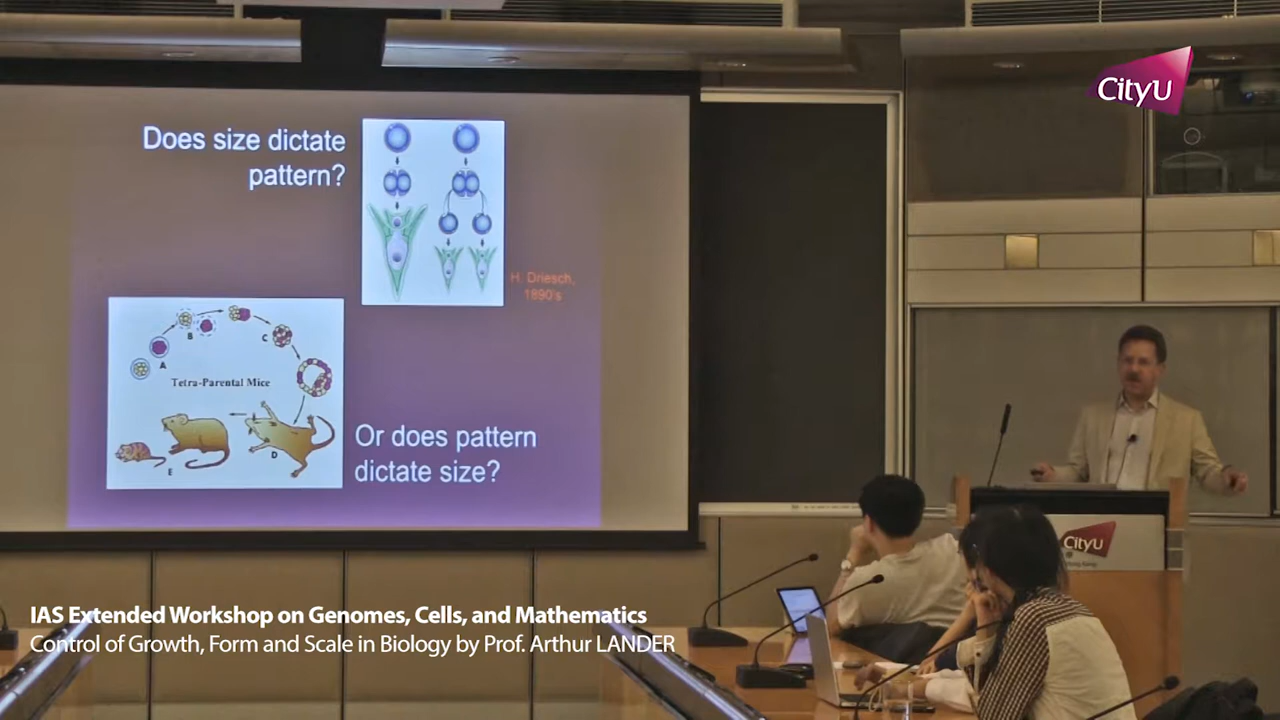 CityU
Does size dictate
pattern?
H. Driesch,
1890's
A
B
C
Tetra-Parental Mice
D
E
Or does pattern
dictate size?
CityU
IAS Extended Workshop on Genomes, Cells, and Mathematics
Control of Growth, Form and Scale in Biology by Prof. Arthur LANDER